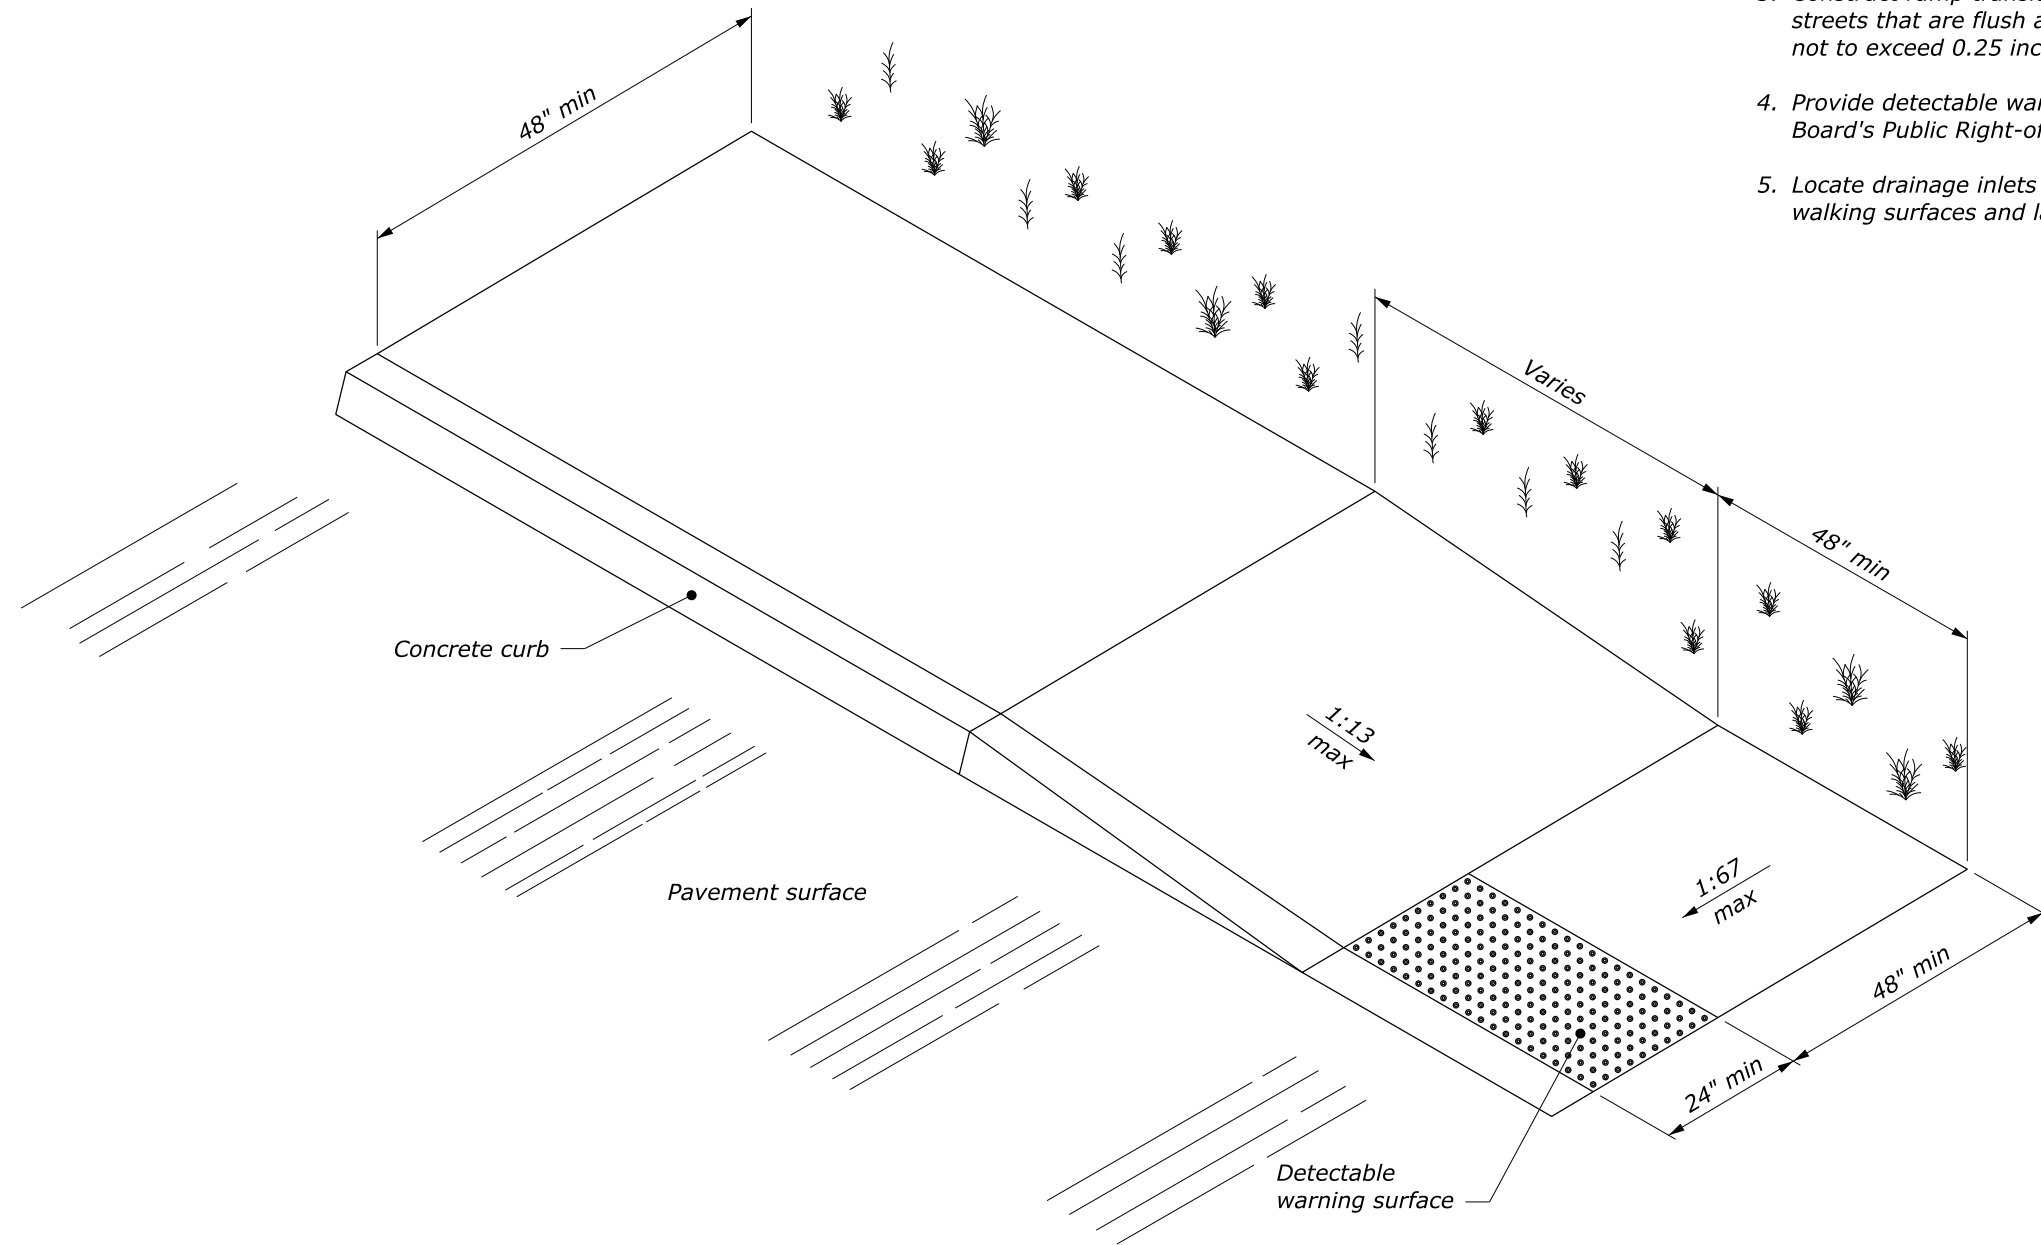 streets that are flush a
not to exceed 0.25 inc
4. Provide detectable
Board's Public
5. Locate drainage inlets
walking surfaces and
48" min
Varies
48" min
Concrete curb
1:13
max
Pavement surface
1:67
max
48" min
24" min
Detectable
warning surface